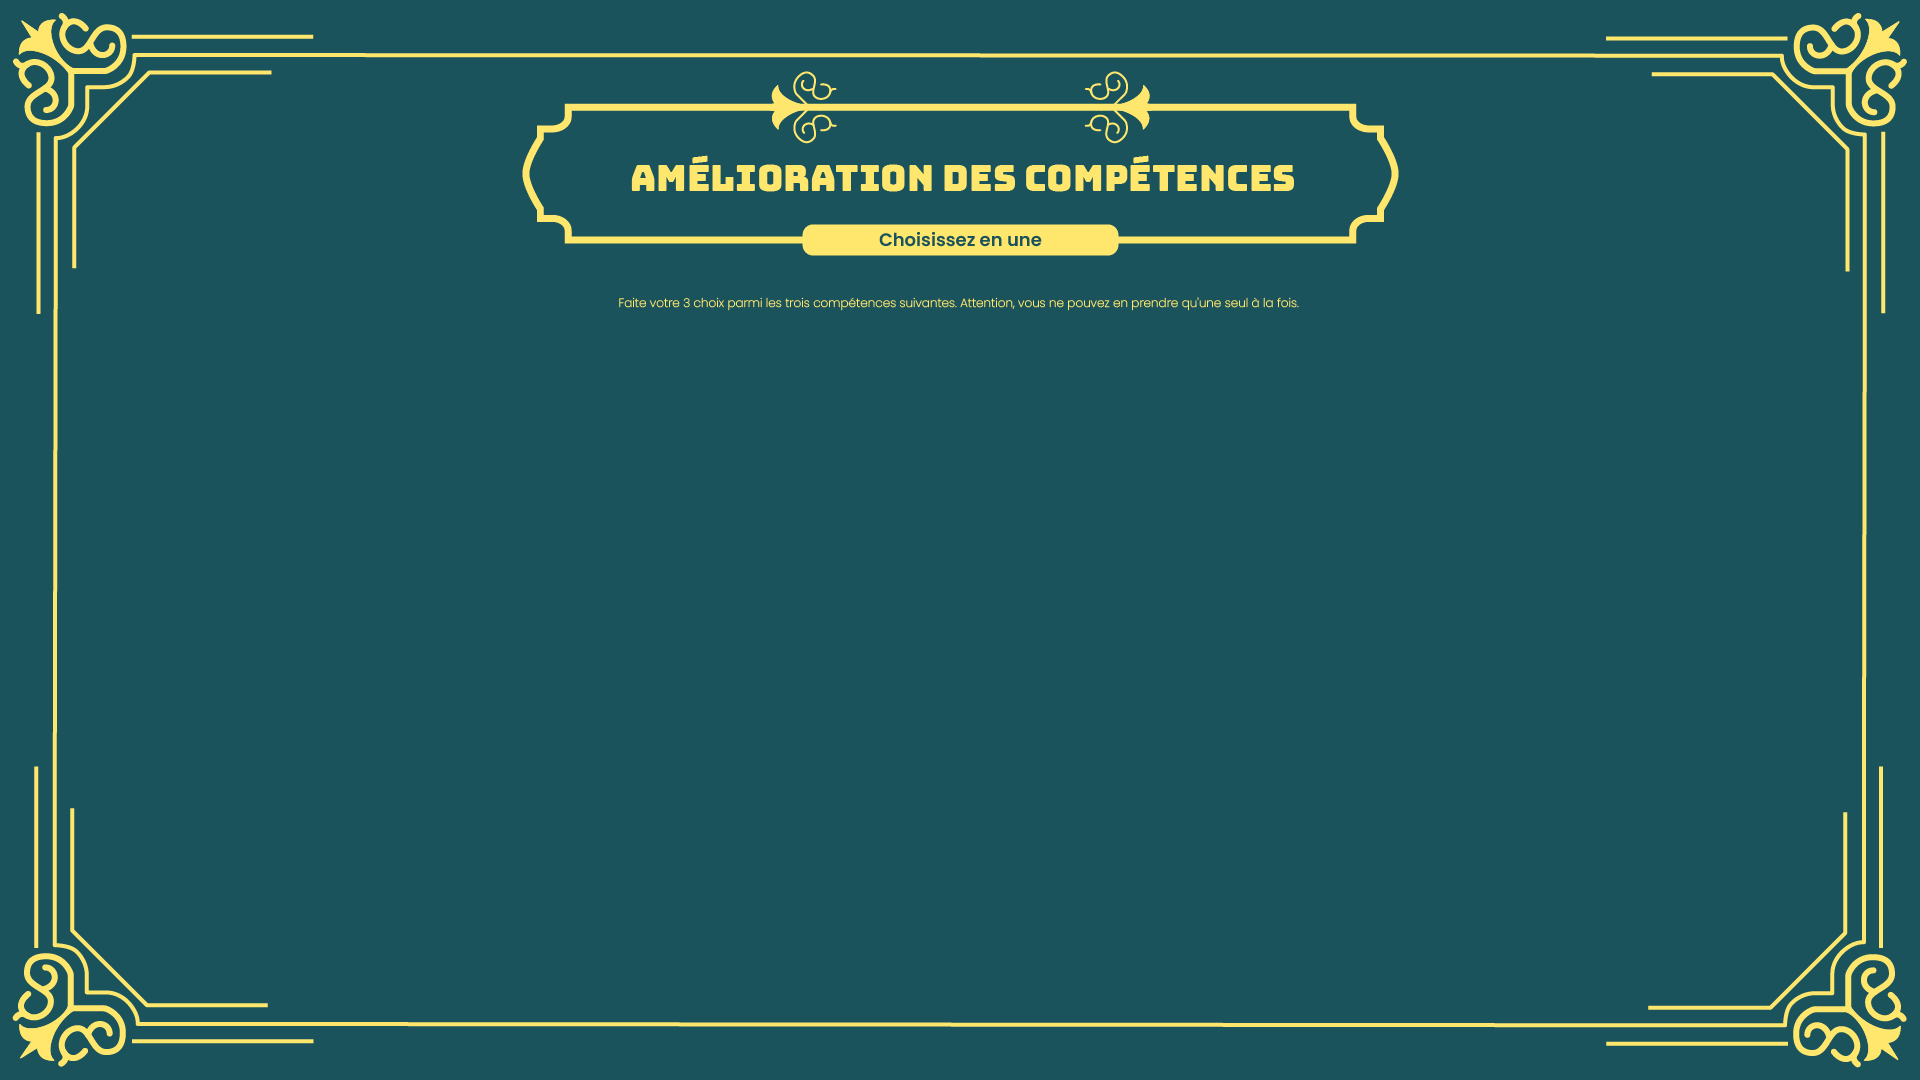 AMÉLIORATION DES COMPÉTENCES
Choisissez en une
Faite votre 3 choix parmi les trois compétences suivantes. Attention, vous ne pouvez en prendre qu'une seul à la fois.